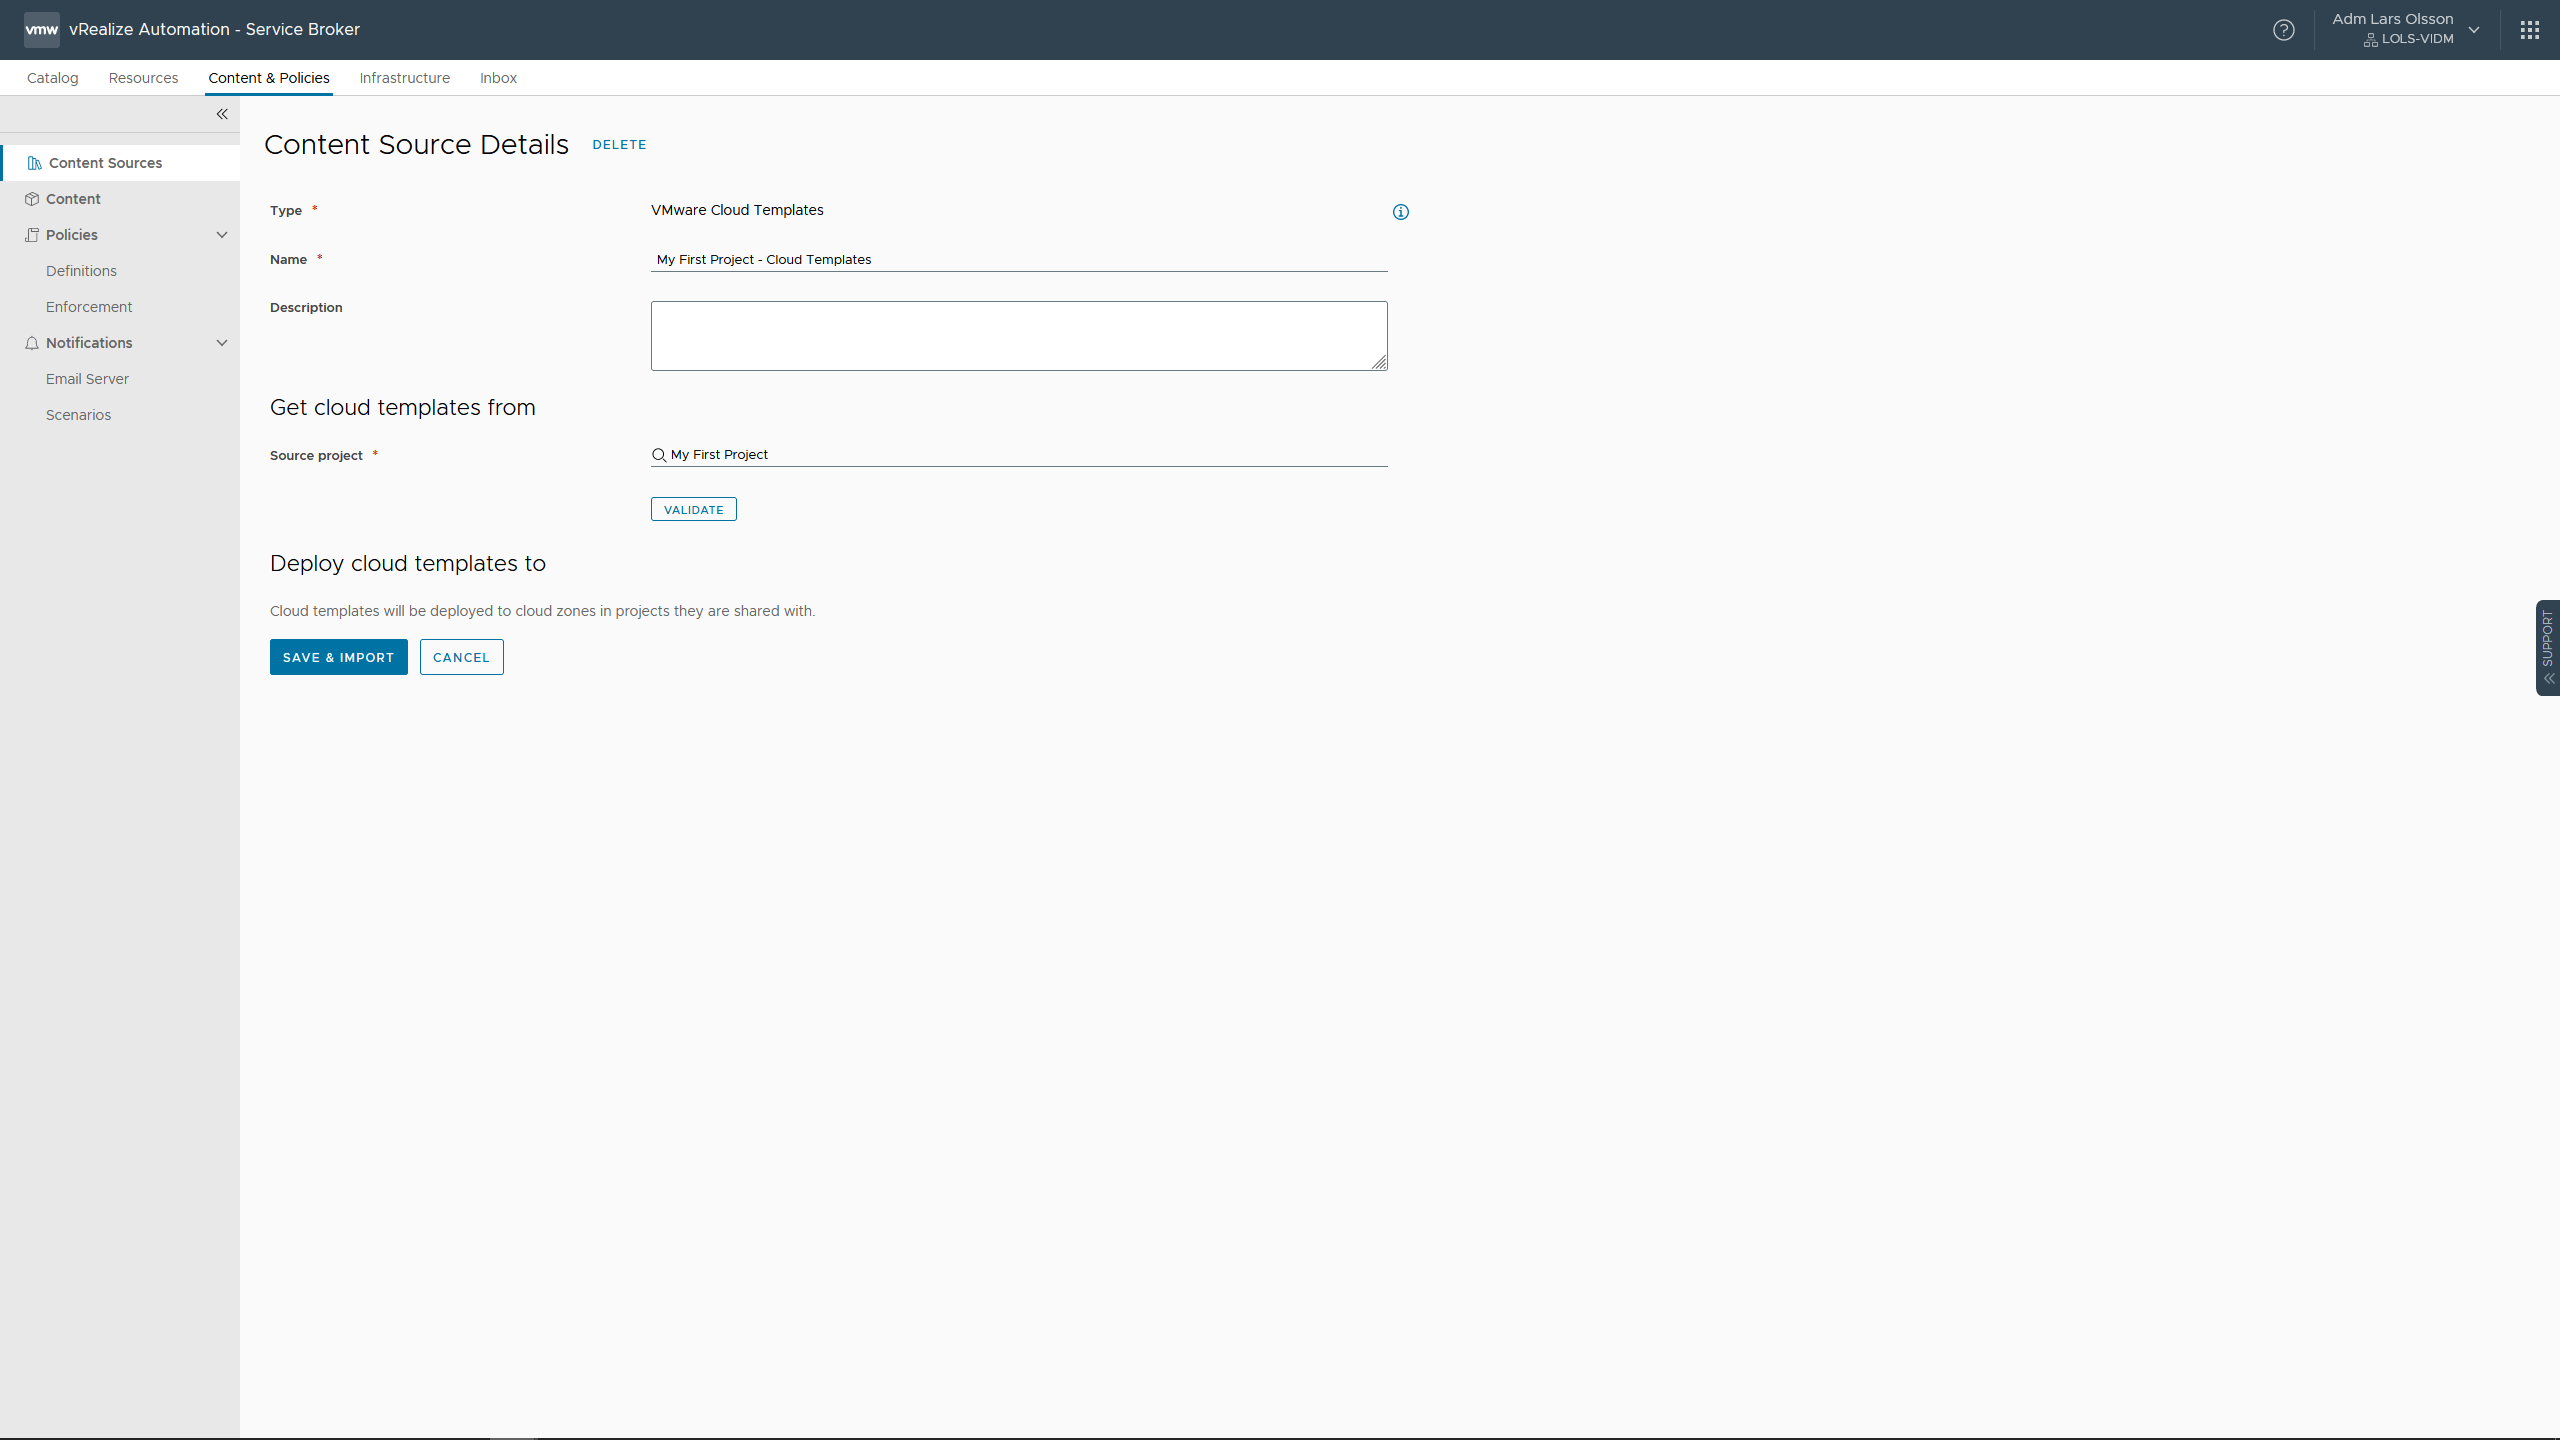 vmw vRealize Automation - Service Broker
Adm Lars Olsson
LOLS-VIDM
Catalog Resources Content & Policies Infrastructure Inbox
Content Sources
Content
Policies
Definitions
Enforcement
Notifications
Email Server
Scenarios
Content Source Details DELETE
Type * VMware Cloud Templates
Name * My First Project - Cloud Templates
Description
Get cloud templates from
Source project * My First Project
VALIDATE
Deploy cloud templates to
Cloud templates will be deployed to cloud zones in projects they are shared with.
SAVE & IMPORT CANCEL
SUPPORT